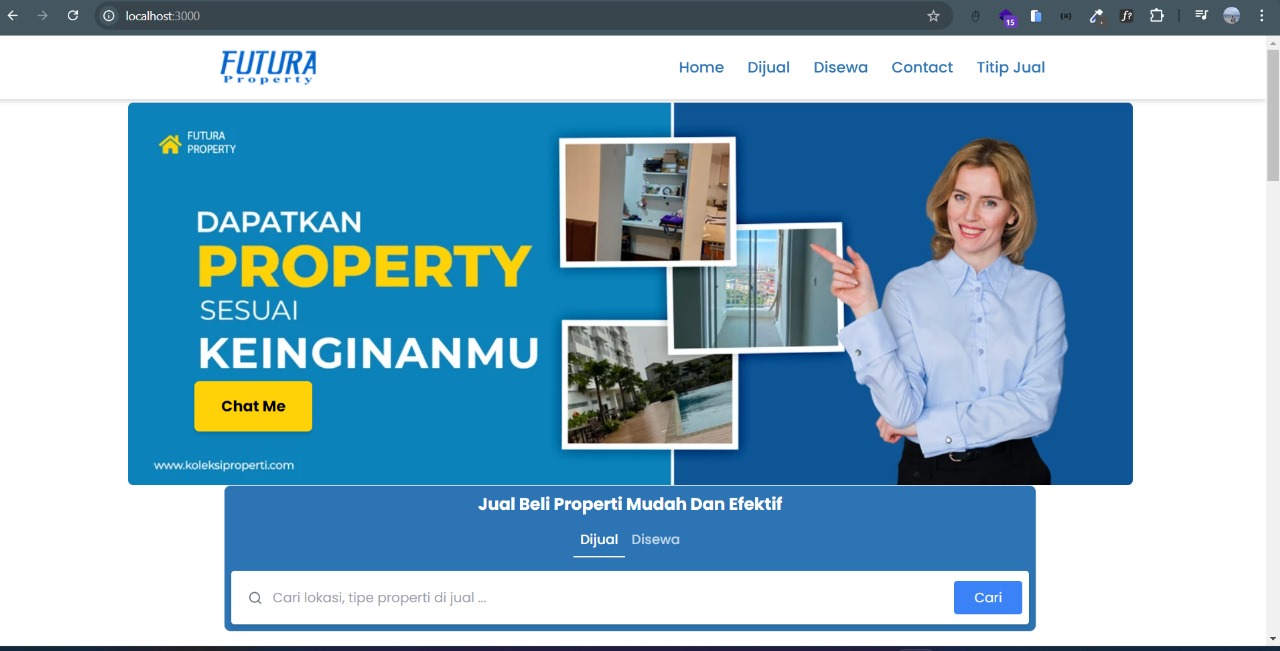 localhost:3000
15
f?
FUTURA
Property
Home Dijual Disewa Contact Titip Jual
FUTURA
PROPERTY
DAPATKAN
PROPERTY
SESUAI
KEINGINANMU
Chat Me
www.koleksiproperti.com
Jual Beli Properti Mudah Dan Efektif
Dijual Disewa
Cari lokasi, tipe properti di jual ...
Cari